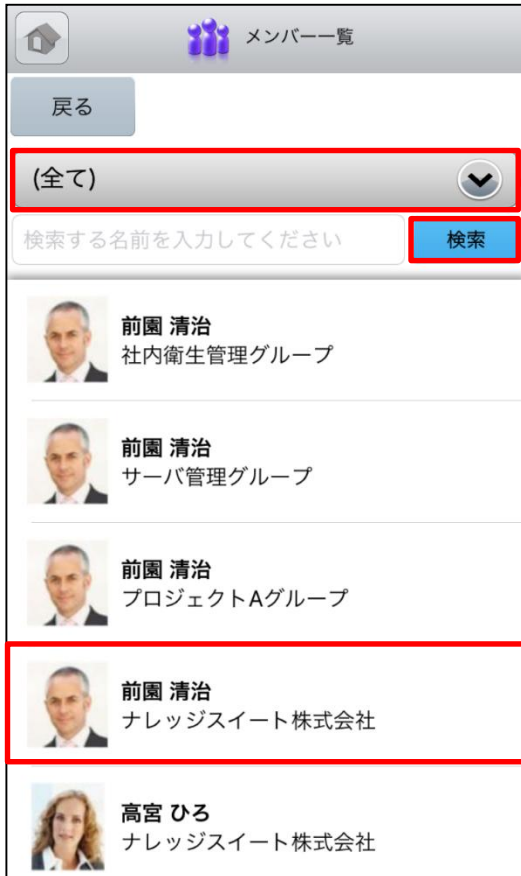 メンバー一覧
戻る
(全て)
検索する名前を入力してください 検索
前園 清治
社内衛生管理グループ
前園 清治
サーバ管理グループ
前園 清治
プロジェクトAグループ
前園 清治
ナレッジスイート株式会社
高宮 ひろ
ナレッジスイート株式会社